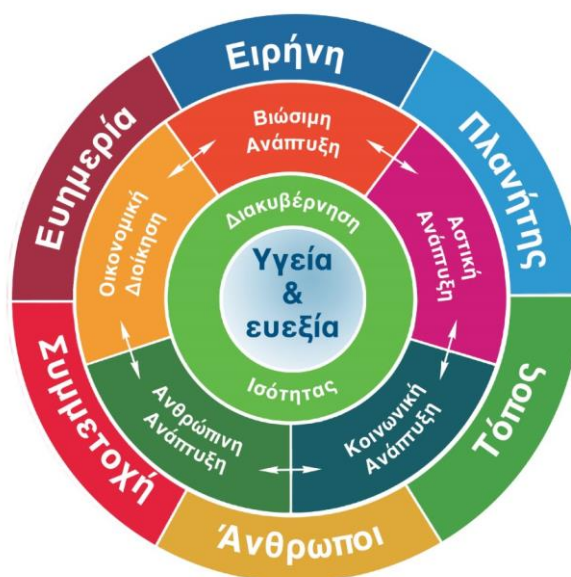 Ειρήνη
Πλανήτης
Τόπος
Άνθρωποι
Συμμετοχή
Ευημερία
Βιώσιμη
Ανάπτυξη
Αστική
Ανάπτυξη
Κοινωνική
Ανάπτυξη
Ανθρώπινη
Ανάπτυξη
Οικονομική
Διοίκηση
Διακυβέρνηση
Ισότητας
Υγεία
&
ευεξία